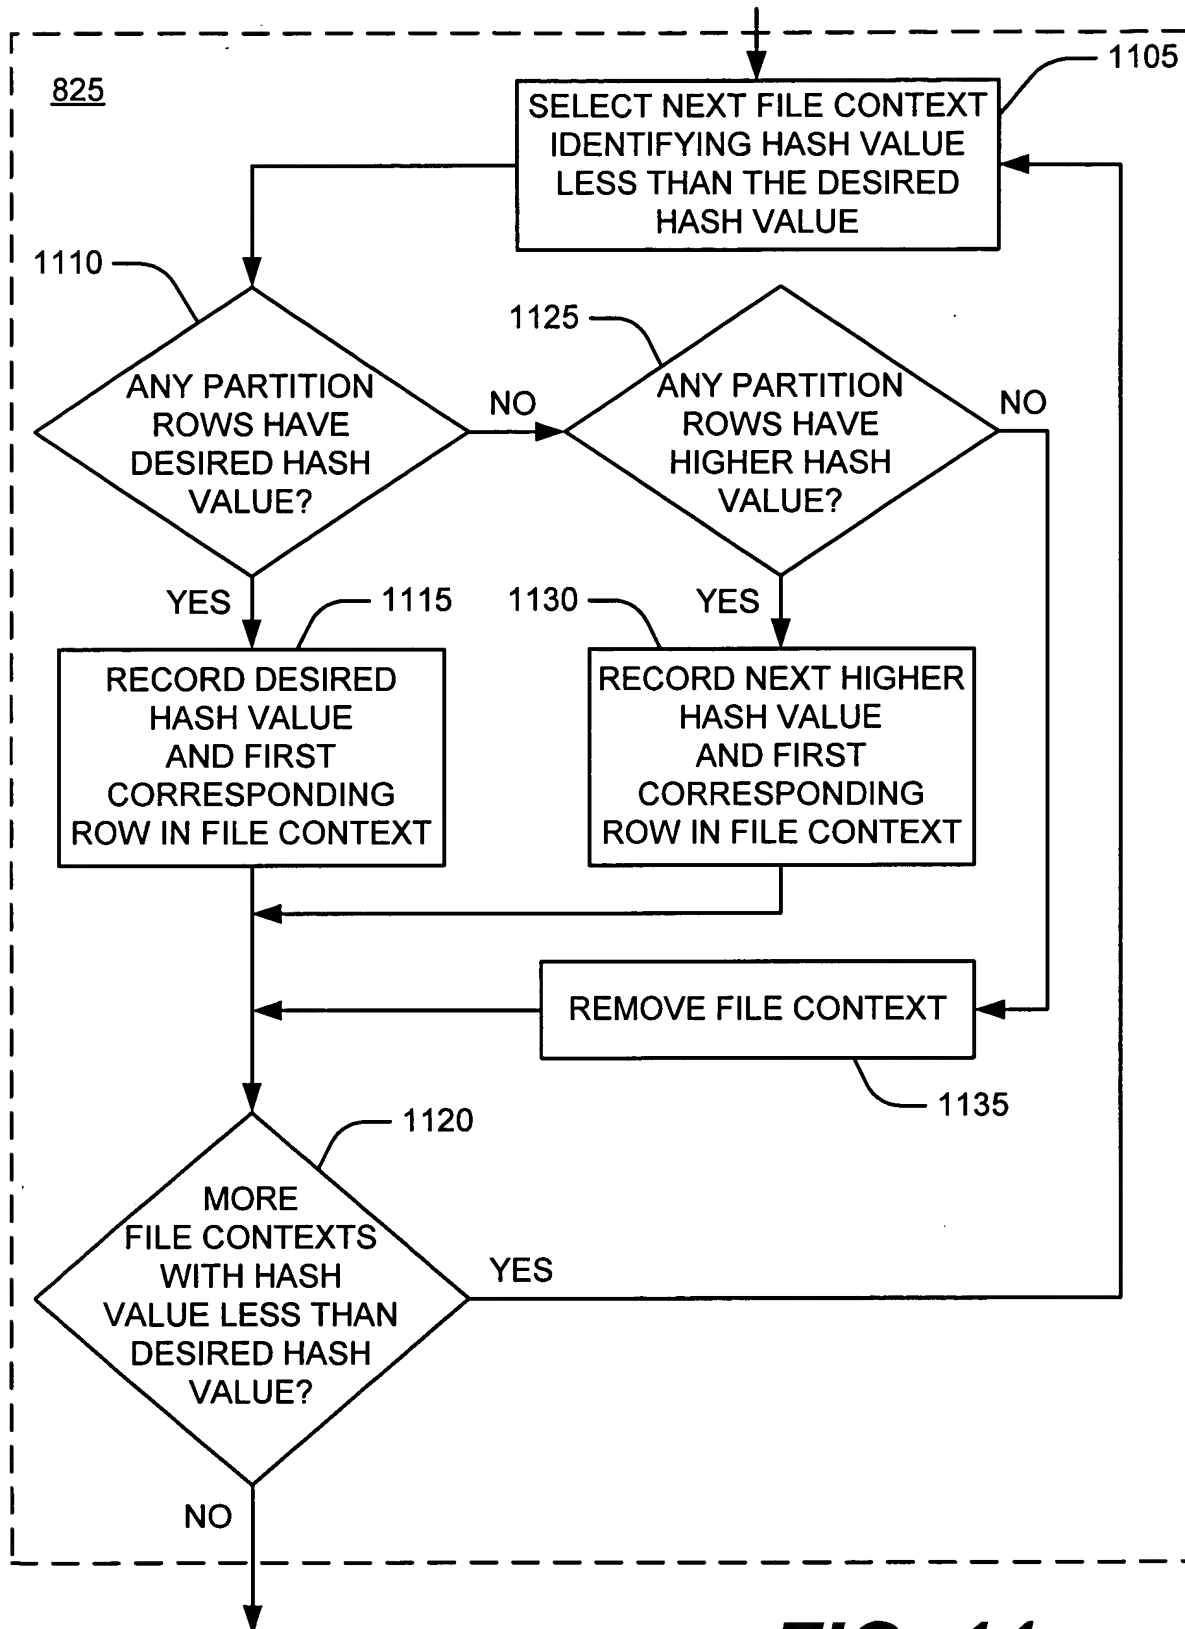 825
1105
SELECT NEXT FILE CONTEXT
IDENTIFYING HASH VALUE
LESS THAN THE DESIRED
HASH VALUE
1110
ANY PARTITION
ROWS HAVE
DESIRED HASH
VALUE?
NO
1125
ANY PARTITION
ROWS HAVE
HIGHER HASH
VALUE?
NO
YES
1115
RECORD DESIRED
HASH VALUE
AND FIRST
CORRESPONDING
ROW IN FILE CONTEXT
1130
YES
RECORD NEXT HIGHER
HASH VALUE
AND FIRST
CORRESPONDING
ROW IN FILE CONTEXT
REMOVE FILE CONTEXT
1135
1120
MORE
FILE CONTEXTS
WITH HASH
VALUE LESS THAN
DESIRED HASH
VALUE?
YES
NO